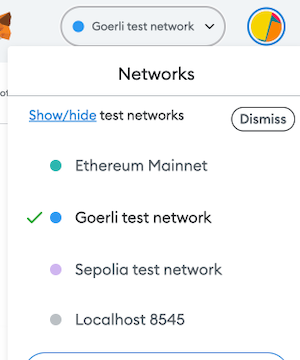 Goerli test network
Networks
Show/hide test networks
Dismiss
Ethereum Mainnet
Goerli test network
Sepolia test network
Localhost 8545